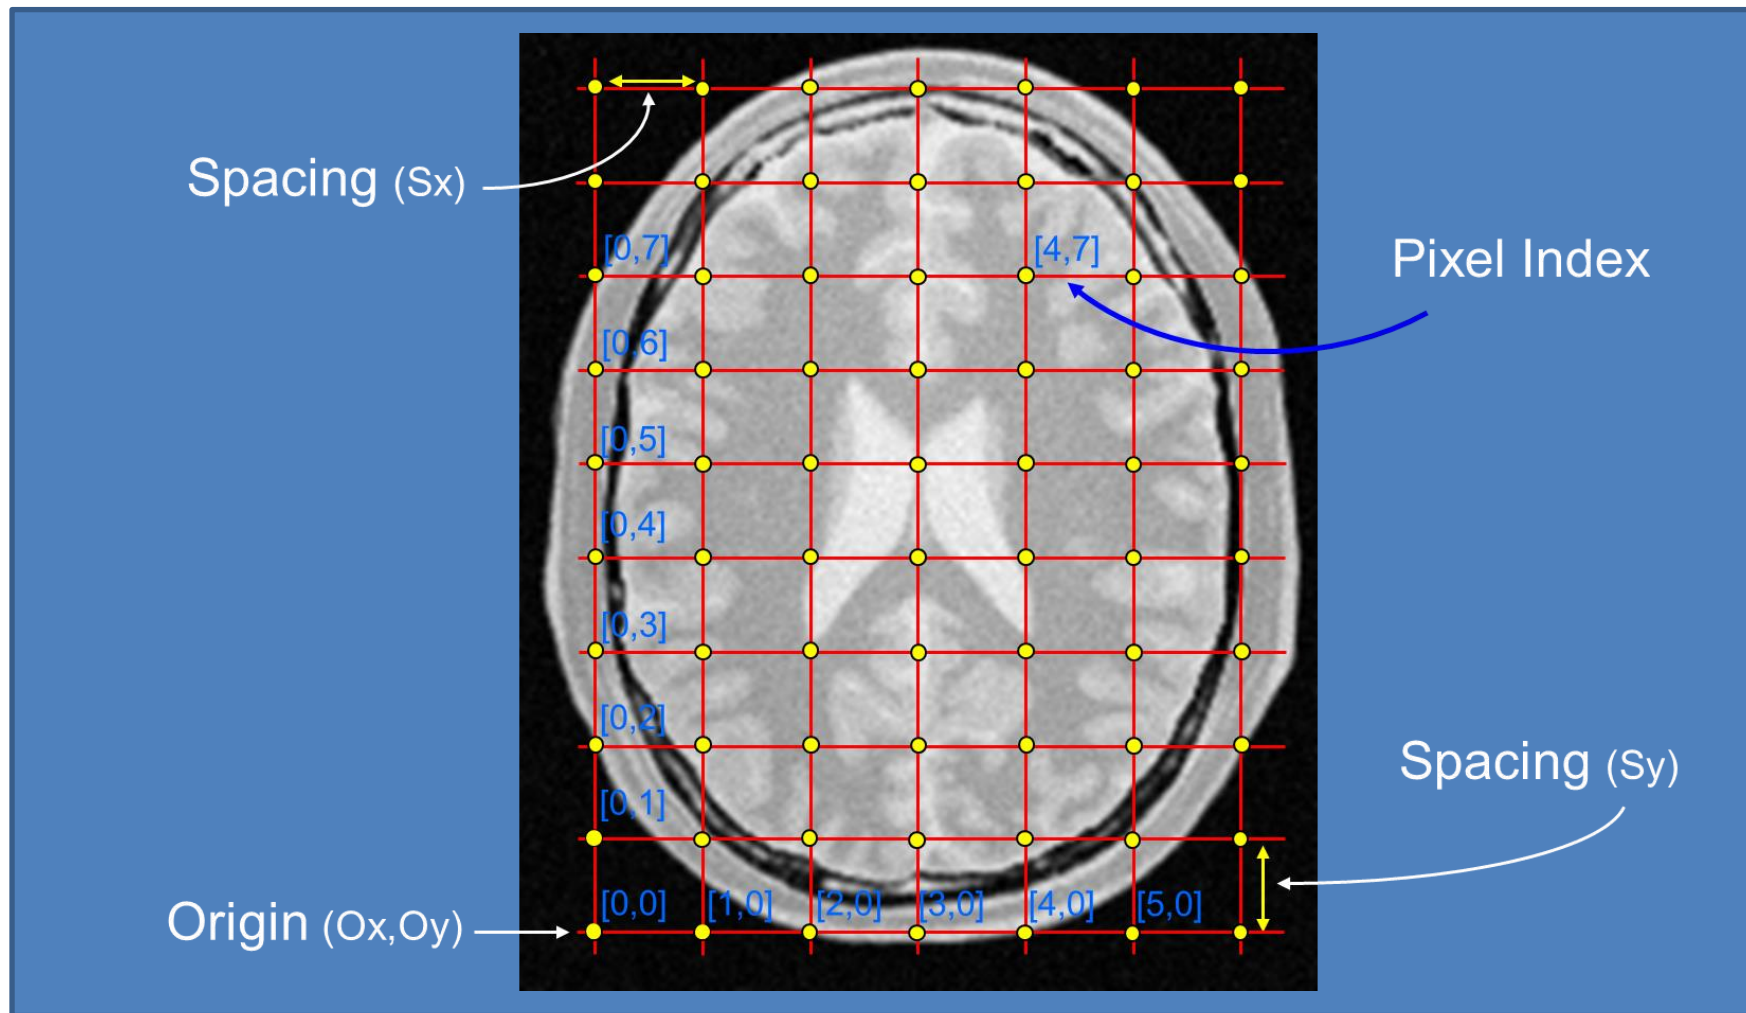 Spacing (Sx)
[0,7]
[4,7]
Pixel Index
[0,6]
[0,5]
[0,4]
[0,3]
[0,2]
Spacing (Sy)
[0,1]
Origin (Ox,Oy)
[0,0] [1,0] [2,0] [3,0] [4,0] [5,0]